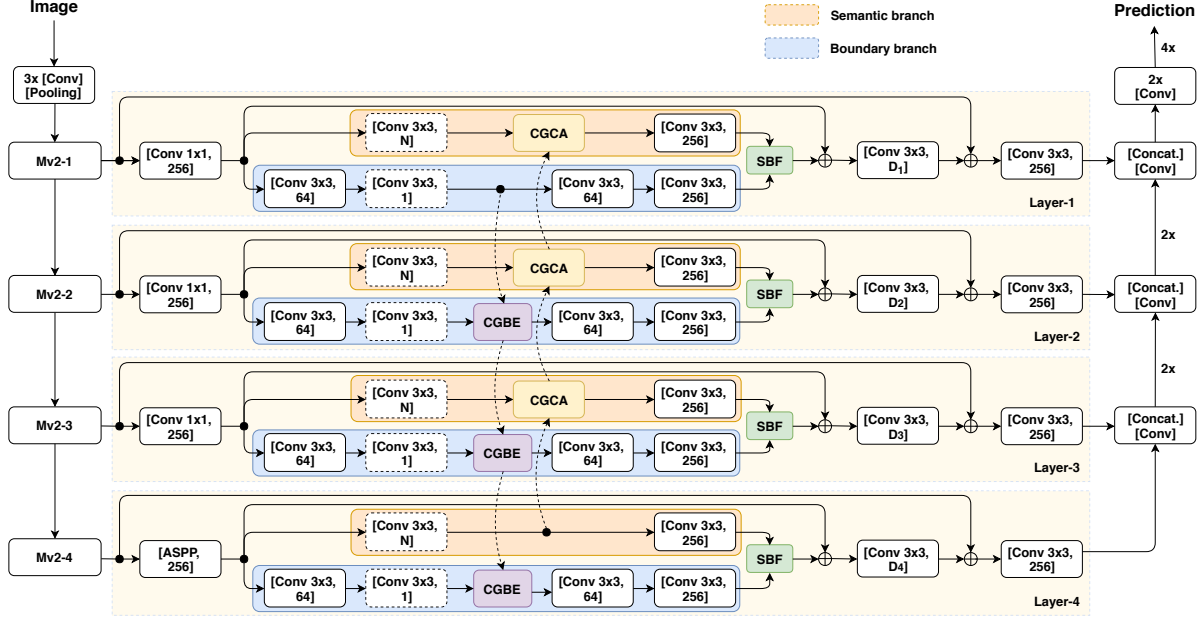 Image
Semantic branch
Boundary branch
Prediction
4x
3x [Conv]
[Pooling]
2x
[Conv]
Mv2-1
[Conv 1x1,
256]
[Conv 3x3,
N]
CGCA
[Conv 3x3,
256]
[Conv 3x3,
64]
[Conv 3x3,
1]
[Conv 3x3,
64]
[Conv 3x3,
256]
SBF
[Conv 3x3,
D1]
[Conv 3x3,
256]
[Concat.]
[Conv]
Layer-1
2x
Mv2-2
[Conv 1x1,
256]
[Conv 3x3,
N]
CGCA
[Conv 3x3,
256]
[Conv 3x3,
64]
[Conv 3x3,
1]
CGBE
[Conv 3x3,
64]
[Conv 3x3,
256]
SBF
[Conv 3x3,
D2]
[Conv 3x3,
256]
[Concat.]
[Conv]
Layer-2
2x
Mv2-3
[Conv 1x1,
256]
[Conv 3x3,
N]
CGCA
[Conv 3x3,
256]
[Conv 3x3,
64]
[Conv 3x3,
1]
CGBE
[Conv 3x3,
64]
[Conv 3x3,
256]
SBF
[Conv 3x3,
D3]
[Conv 3x3,
256]
[Concat.]
[Conv]
Layer-3
Mv2-4
[ASPP,
256]
[Conv 3x3,
N]
[Conv 3x3,
256]
[Conv 3x3,
64]
[Conv 3x3,
1]
CGBE
[Conv 3x3,
64]
[Conv 3x3,
256]
SBF
[Conv 3x3,
D4]
[Conv 3x3,
256]
Layer-4